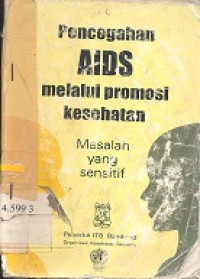 Pencegahan
AIDS
melalui promosi
kesehatan
Masalah
yang
sensitif
4.599 3
Penerbit ITB Bandung
Organisasi Kesehatan Sedunia